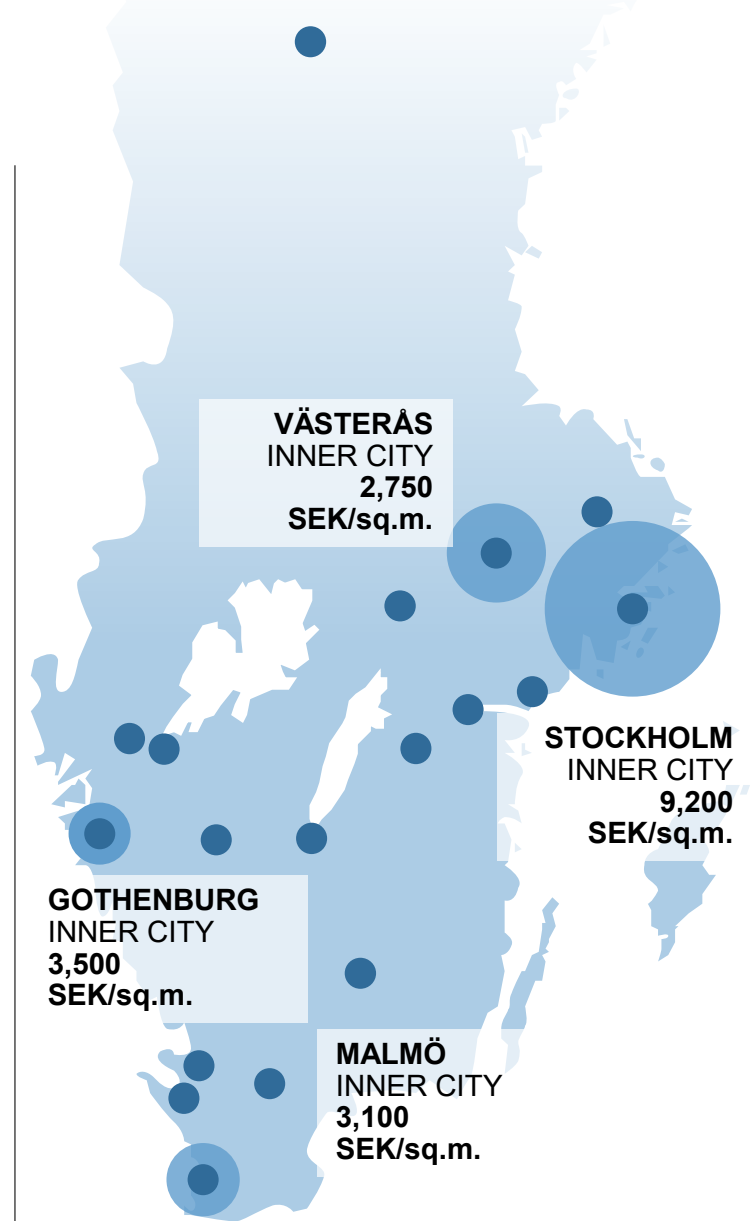 VÄSTERÅS
INNER CITY
2,750
SEK/sq.m.
STOCKHOLM
INNER CITY
9,200
SEK/sq.m.
GOTHENBURG
INNER CITY
3,500
SEK/sq.m.
MALMÖ
INNER CITY
3,100
SEK/sq.m.